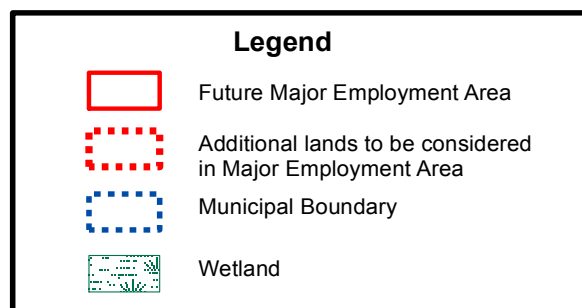 Legend
Future Major Employment Area
Additional lands to be considered
in Major Employment Area
Municipal Boundary
Wetland